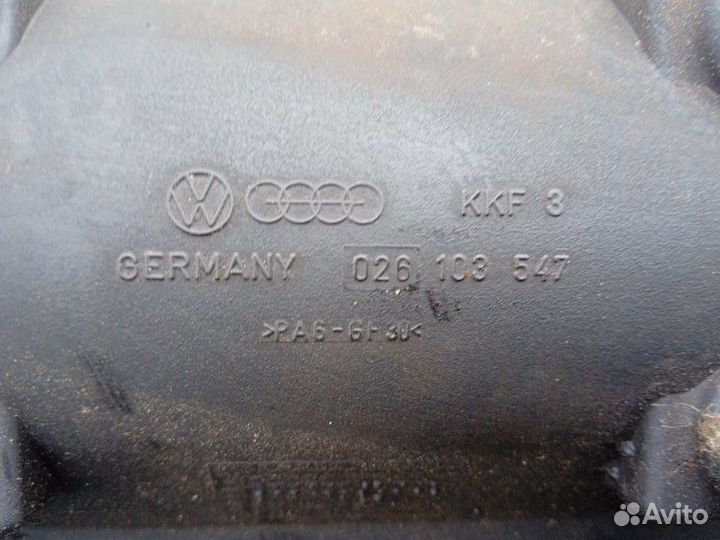 KKF 3
GERMANY 026 103 547
>PA6-GF30<
Avito